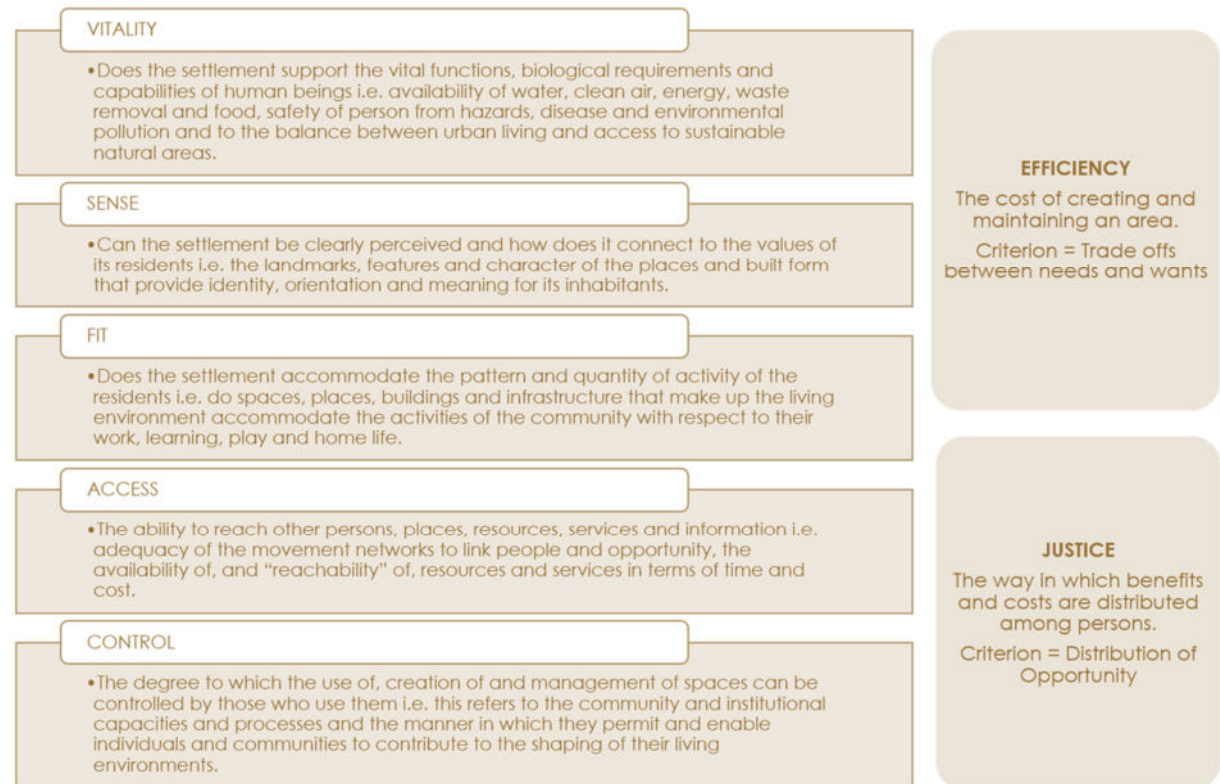 VITALITY
•Does the settlement support the vital functions, biological requirements and
capabilities of human beings i.e. availability of water, clean air, energy, waste
removal and food, safety of person from hazards, disease and environmental
pollution and to the balance between urban living and access to sustainable
natural areas.
SENSE
•Can the settlement be clearly perceived and how does it connect to the values of
its residents i.e. the landmarks, features and character of the places and built form
that provide identity, orientation and meaning for its inhabitants.
FIT
•Does the settlement accommodate the pattern and quantity of activity of the
residents i.e. do spaces, places, buildings and infrastructure that make up the living
environment accommodate the activities of the community with respect to their
work, learning, play and home life.
ACCESS
•The ability to reach other persons, places, resources, services and information i.e.
adequacy of the movement networks to link people and opportunity, the
availability of, and “reachability” of, resources and services in terms of time and
cost.
CONTROL
•The degree to which the use of, creation of and management of spaces can be
controlled by those who use them i.e. this refers to the community and institutional
capacities and processes and the manner in which they permit and enable
individuals and communities to contribute to the shaping of their living
environments.
EFFICIENCY
The cost of creating and
maintaining an area.
Criterion = Trade offs
between needs and wants
JUSTICE
The way in which benefits
and costs are distributed
among persons.
Criterion = Distribution of
Opportunity